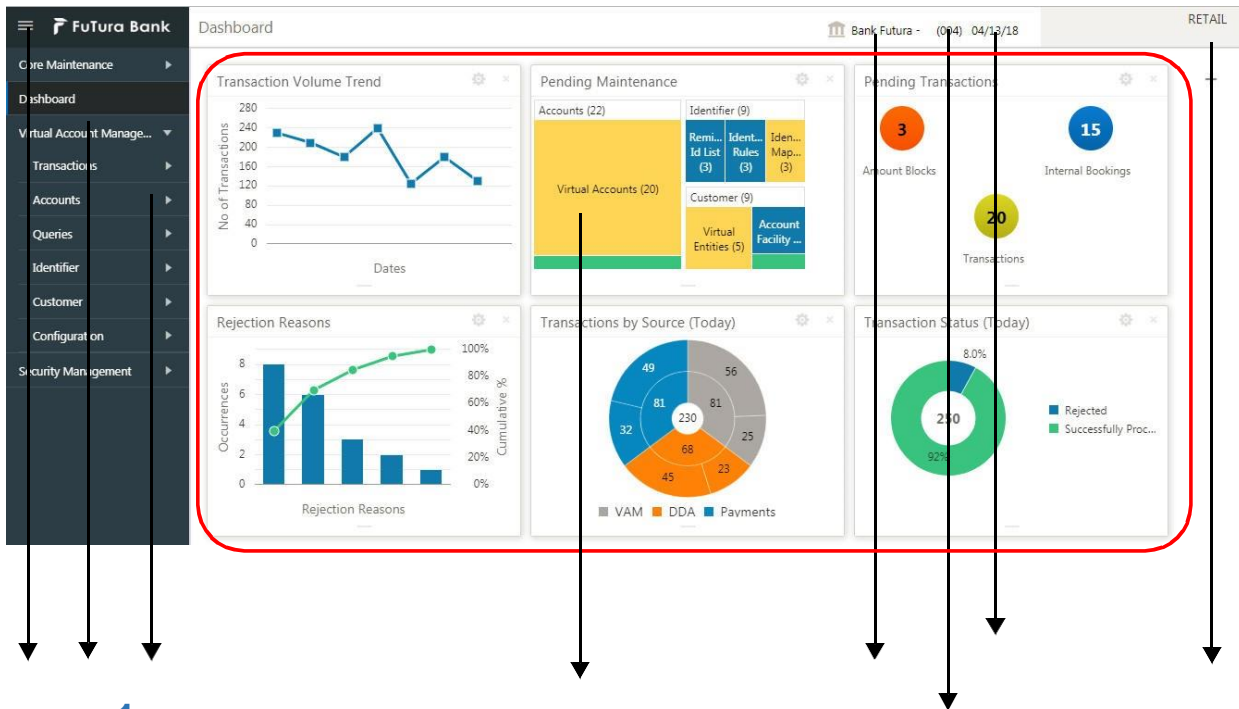 FuTura Bank
Dashboard
Bank Futura - (004) 04/13/18
RETAIL
Core Maintenance
Dashboard
Virtual Account Manage...
Transactions
Accounts
Queries
Identifier
Customer
Configuration
Security Management
Transaction Volume Trend
280
240
200
160
120
80
40
0
No of Transactions
Dates
Pending Maintenance
Accounts (22)
Virtual Accounts (20)
Identifier (9)
Remi... Id List (3)
Ident... Rules (3)
Iden... Map... (3)
Customer (9)
Virtual Entities (5)
Account Facility ...
Pending Transactions
3
Amount Blocks
15
Internal Bookings
20
Transactions
Rejection Reasons
8
6
4
2
0
Occurrences
100%
80%
60%
40%
20%
0%
Cumulative %
Rejection Reasons
Transactions by Source (Today)
49
56
81
81
230
32
25
68
45
23
VAM DDA Payments
Transaction Status (Today)
8.0%
250
92%
Rejected
Successfully Proc...